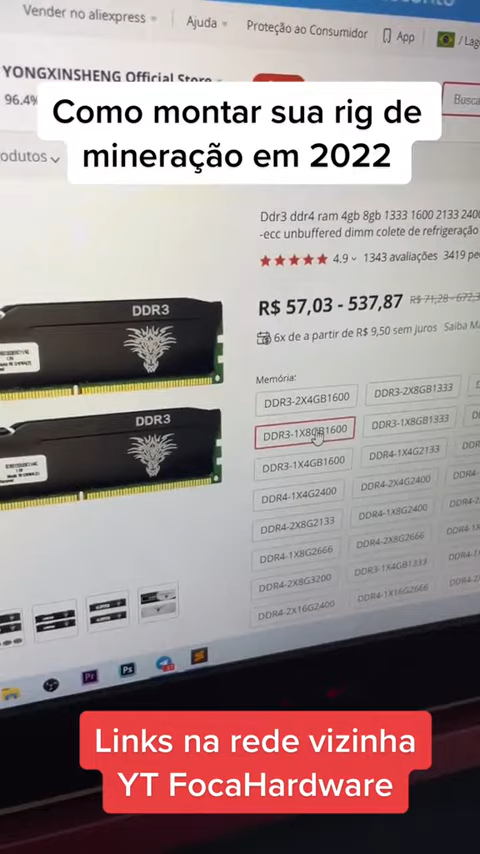 Vender no aliexpress
Ajuda
Proteção ao Consumidor
App
YONGXINSHENG Official Store
Como montar sua rig de
mineração em 2022
Ddr3 ddr4 ram 4gb 8gb 1333 1600 2133 2400
-ecc unbuffered dimm colete de refrigeração
4.9
1343 avaliações
R$ 57,03 - 537,87
6x de a partir de R$ 9,50 sem juros
Memória:
DDR3-2X4GB1600
DDR3-2X8GB1333
DDR3-1X8GB1600
DDR3-1X8GB1333
DDR3-1X4GB1600
DDR4-1X4G2133
DDR4-1X4G2400
DDR4-2X4G2400
DDR4-2X8G2133
DDR4-1X8G2400
DDR4-1X8G2666
DDR4-2X8G2666
DDR4-2X8G3200
DDR3-1X4GB1333
DDR4-2X16G2400
DDR4-1X16G2666
DDR3
DDR3
Pr
Ps
Links na rede vizinha
YT FocaHardware